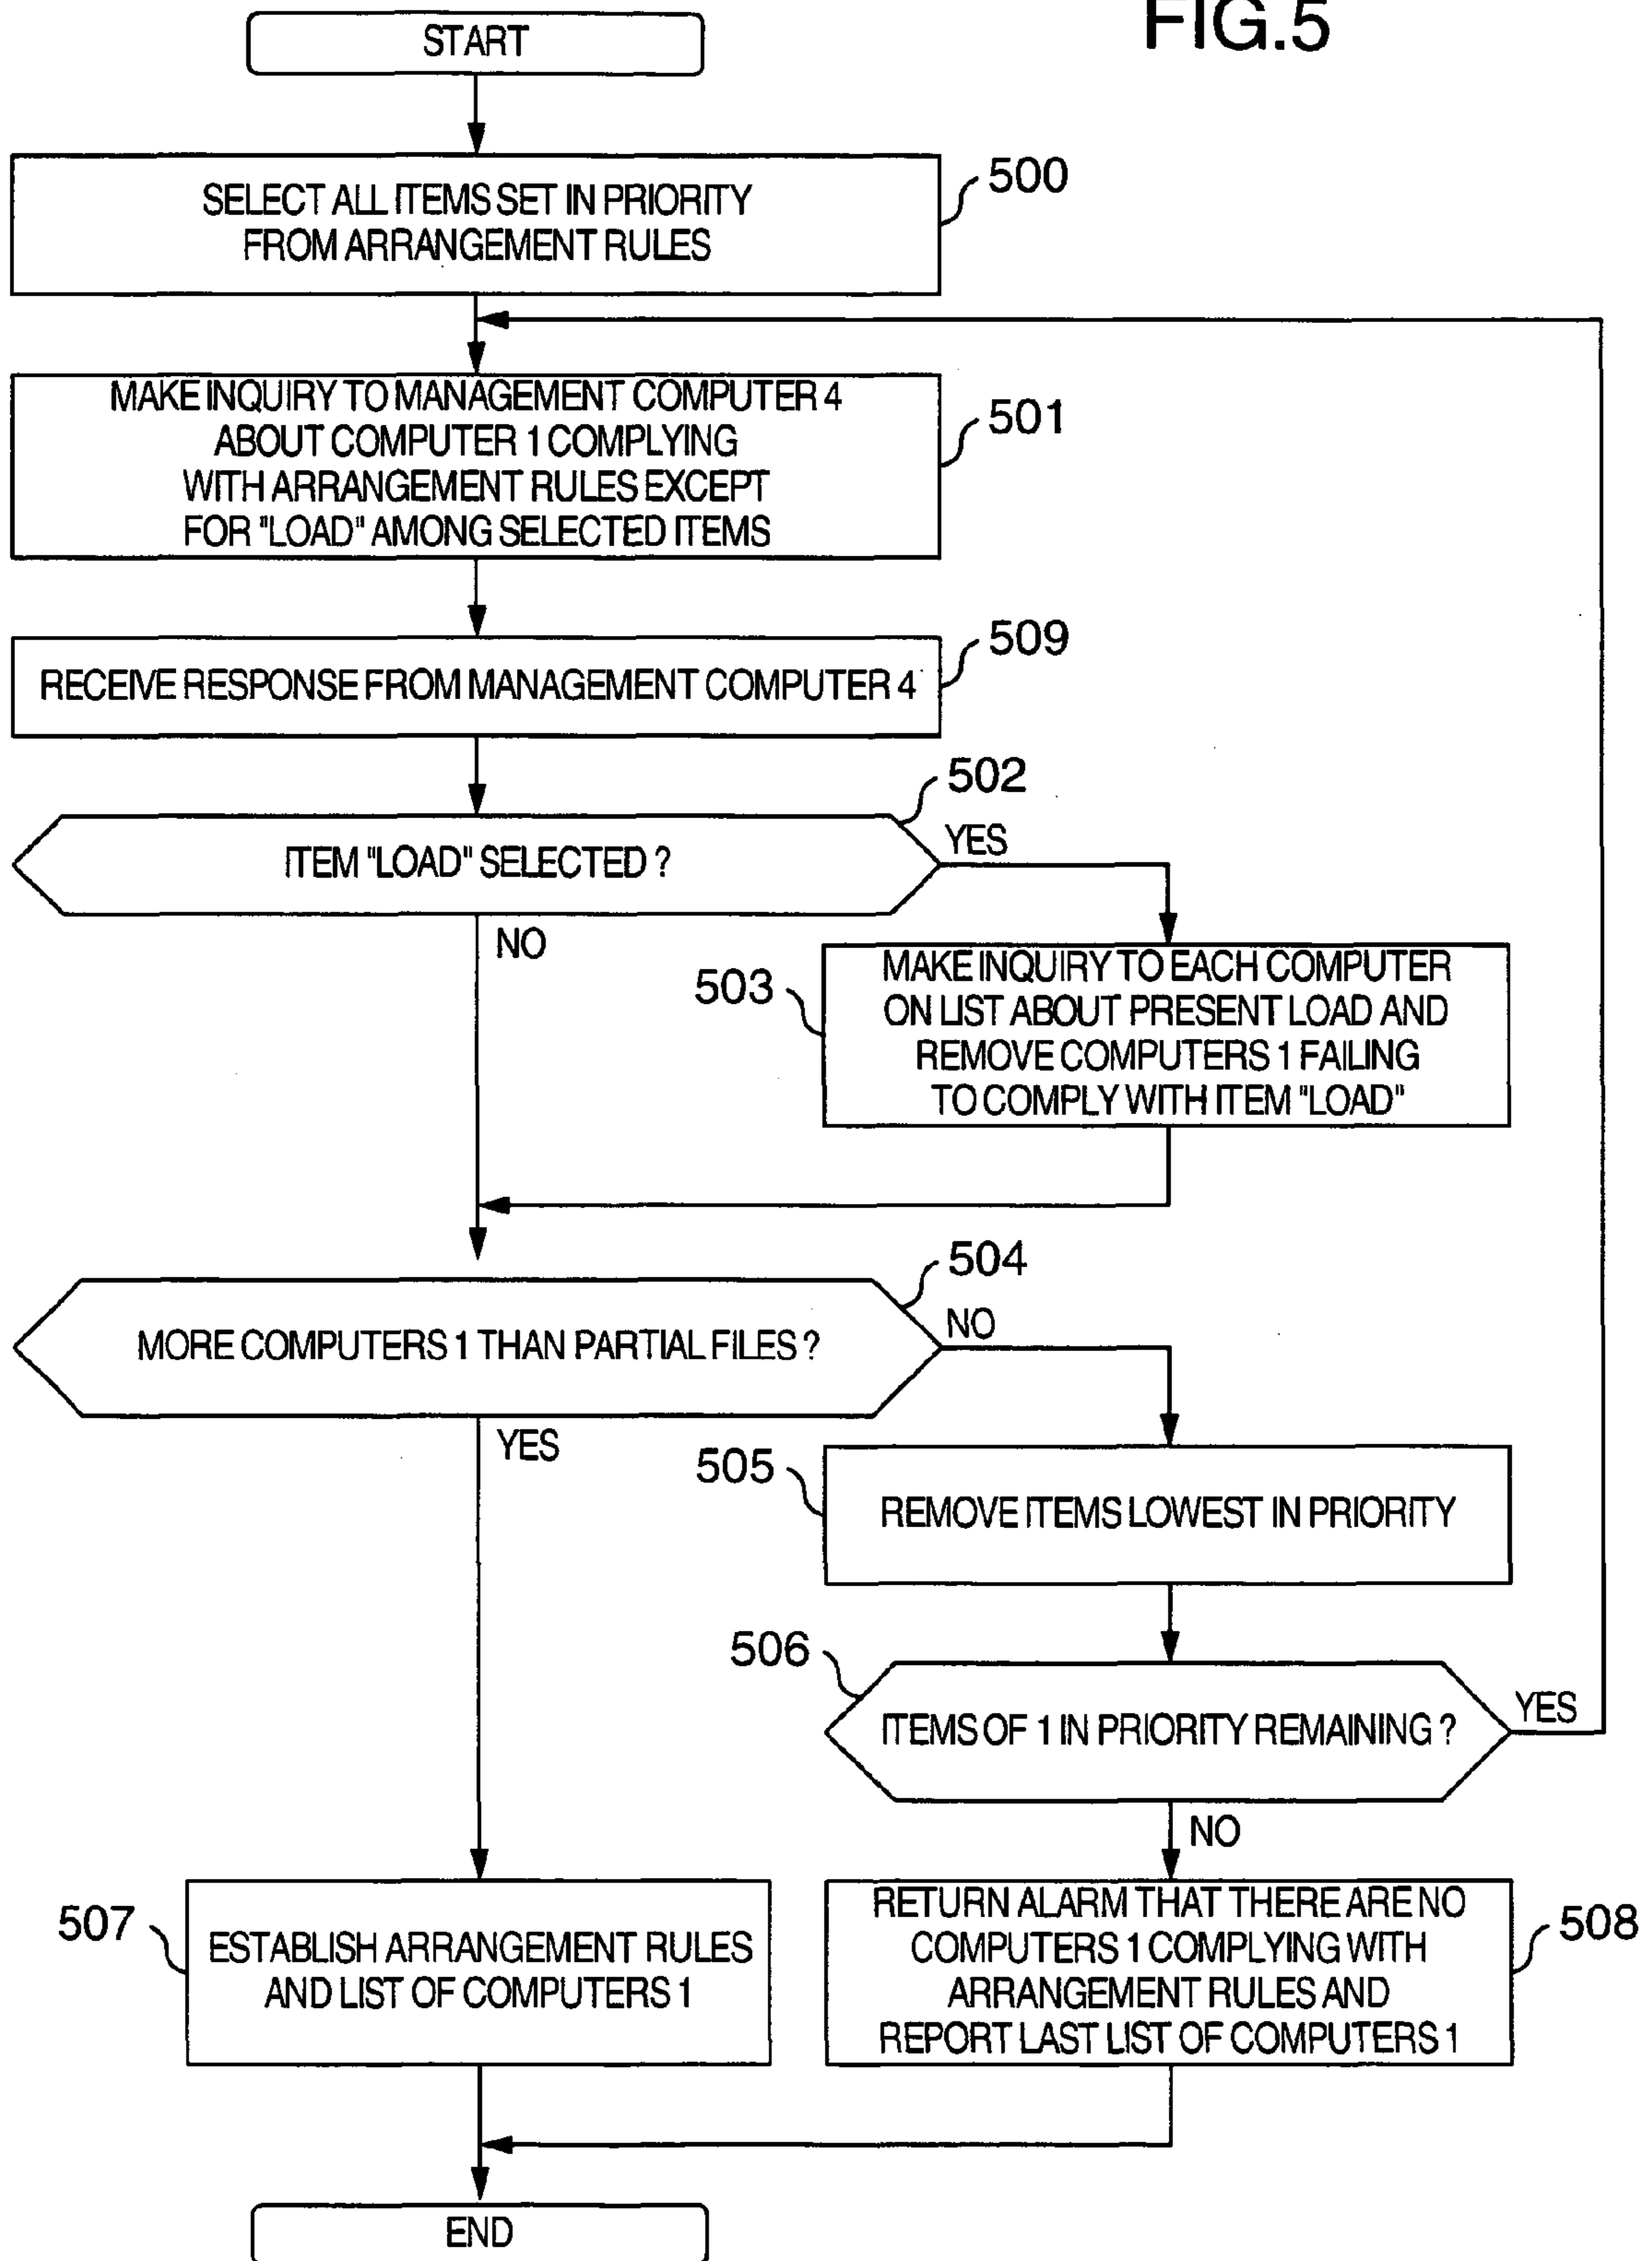 FIG.5
START
500
SELECT ALL ITEMS SET IN PRIORITY
FROM ARRANGEMENT RULES
501
MAKE INQUIRY TO MANAGEMENT COMPUTER 4
ABOUT COMPUTER 1 COMPLYING
WITH ARRANGEMENT RULES EXCEPT
FOR "LOAD" AMONG SELECTED ITEMS
509
RECEIVE RESPONSE FROM MANAGEMENT COMPUTER 4
502
ITEM "LOAD" SELECTED ?
YES
NO
503
MAKE INQUIRY TO EACH COMPUTER
ON LIST ABOUT PRESENT LOAD AND
REMOVE COMPUTERS 1 FAILING
TO COMPLY WITH ITEM "LOAD"
504
MORE COMPUTERS 1 THAN PARTIAL FILES ?
NO
YES
505
REMOVE ITEMS LOWEST IN PRIORITY
506
ITEMS OF 1 IN PRIORITY REMAINING ?
YES
NO
507
ESTABLISH ARRANGEMENT RULES
AND LIST OF COMPUTERS 1
508
RETURN ALARM THAT THERE ARE NO
COMPUTERS 1 COMPLYING WITH
ARRANGEMENT RULES AND
REPORT LAST LIST OF COMPUTERS 1
END